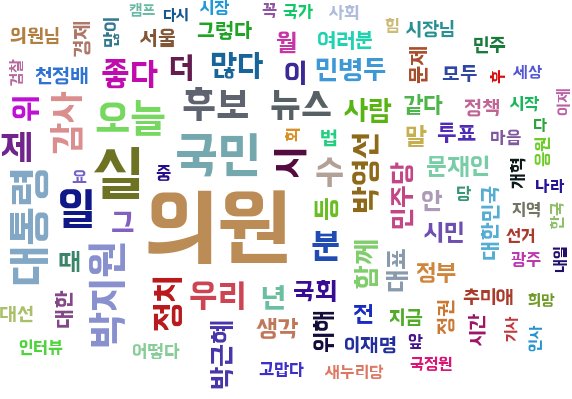 캠프 다시 시장 꼭 국가 사회
의원님 경제 많이 서울 그렇다 월 여러분 힘 시장님
검찰 천정배 좋다 더 많다 이 민병두 문제 민주
모두 후 세상
위 감사 오늘 후보 뉴스 사람 같다 정책 시작 이제
제 실 국민 시 회 법 말 투표 마음 다 응원
요 중 수 박영선 민주당 문재인 개혁
대통령 일 그 의원 등 안 당 대한민국 나라
지역 한국
때 박지원 분 함께 시민 선거
대표 정부 광주 내일
정치 우리 년 국회 추미애 희망
대선 대한 전 지금 정권 시간 기사 인사
생각 위해
인터뷰 어떻다 박근혜 이재명 앞
고맙다 새누리당 국정원